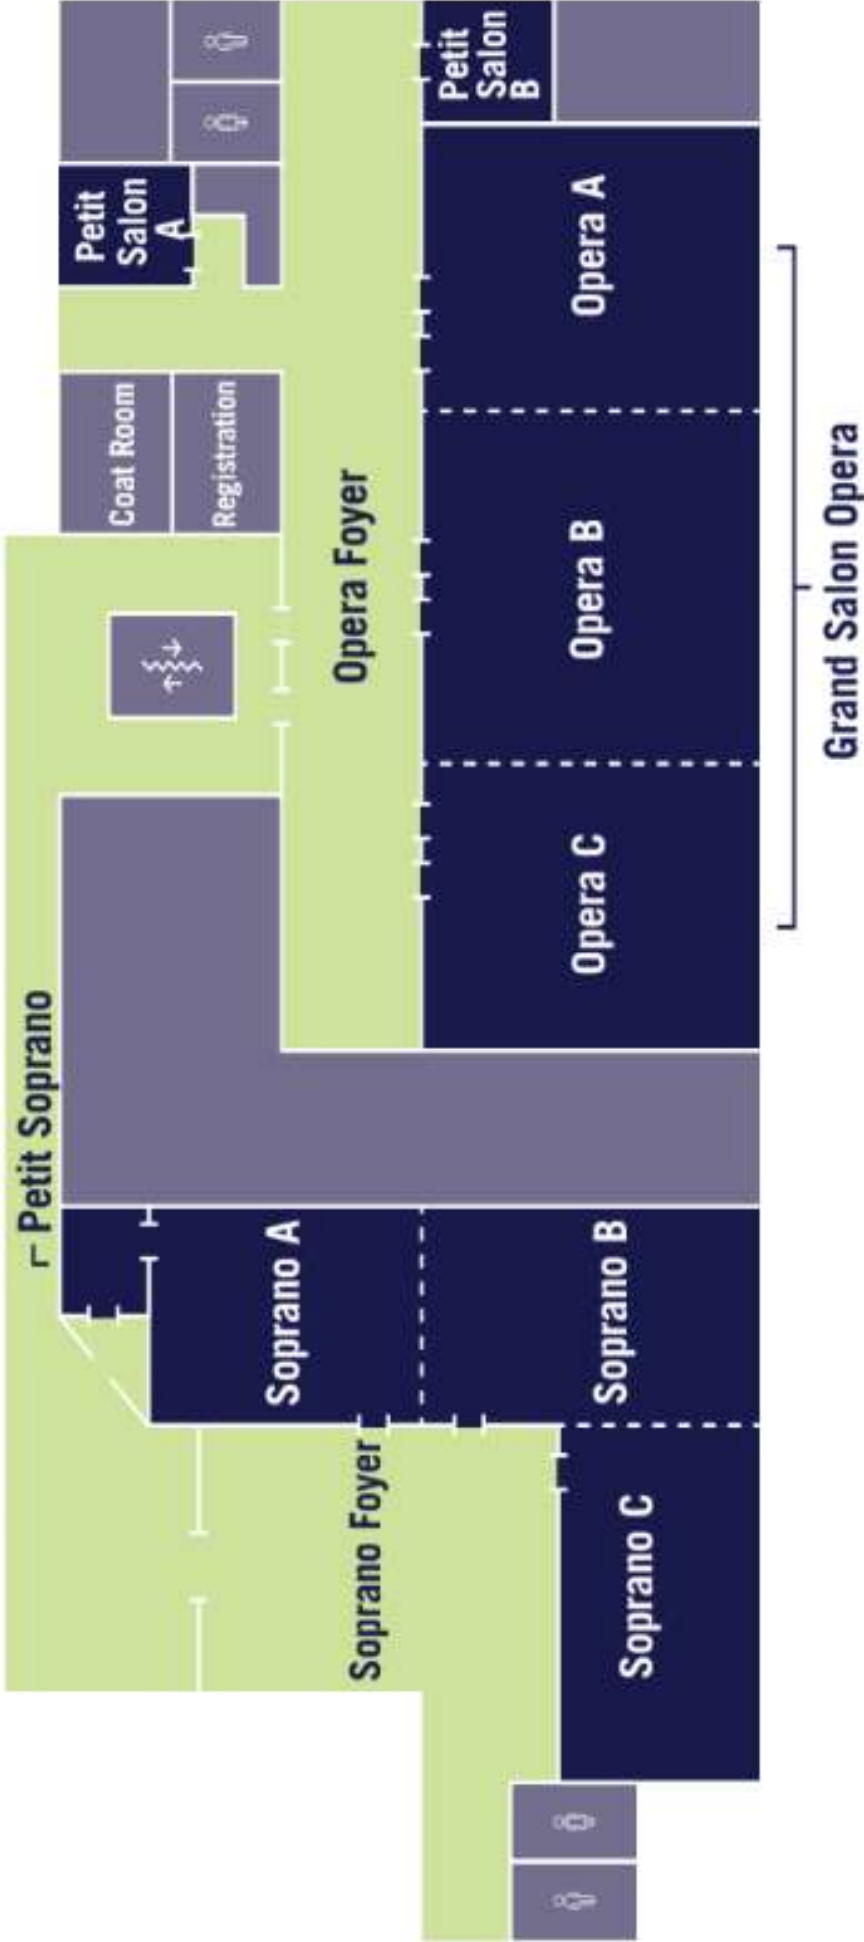 Petit Soprano
Soprano Foyer
Soprano A
Soprano B
Soprano C
Coat Room
Registration
Petit
Salon
A
Opera Foyer
Petit
Salon
B
Opera C
Opera B
Opera A
Grand Salon Opera